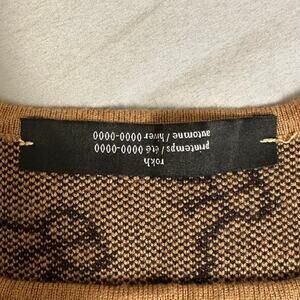 rokh
printemps / été 0000-0000
automne / hiver 0000-0000